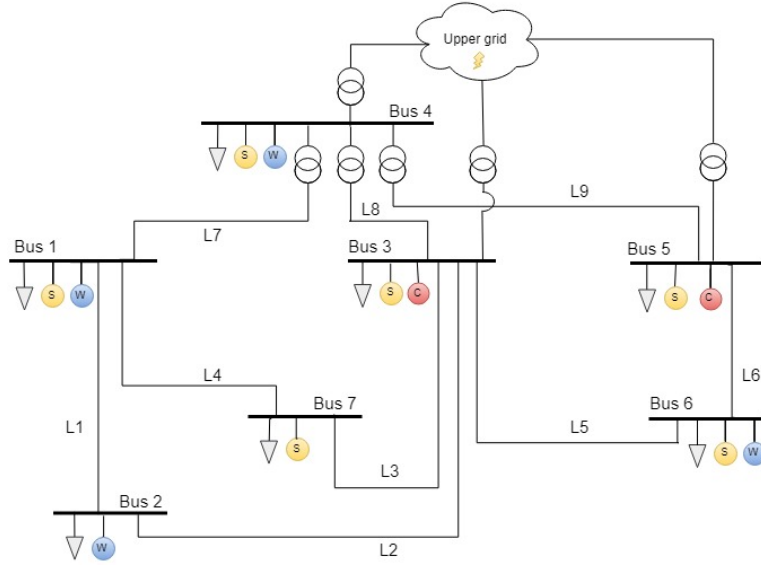 Upper grid
Bus 4
S
W
L9
L8
L7
Bus 1
Bus 3
Bus 5
S
W
S
C
S
C
L4
L6
Bus 7
Bus 6
L1
L5
S
S
W
L3
Bus 2
W
L2